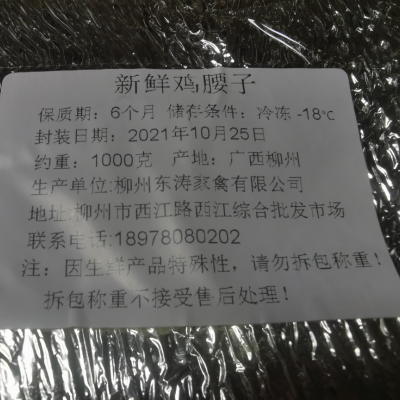 新鲜鸡腰子
保质期：6个月 储存条件：冷冻 -18℃
封装日期：2021年10月25日
约重：1000克 产地：广西柳州
生产单位:柳州东涛家禽有限公司
地址:柳州市西江路西江综合批发市场
联系电话:18978080202
注：因生鲜产品特殊性，请勿拆包称重！
拆包称重不接受售后处理！